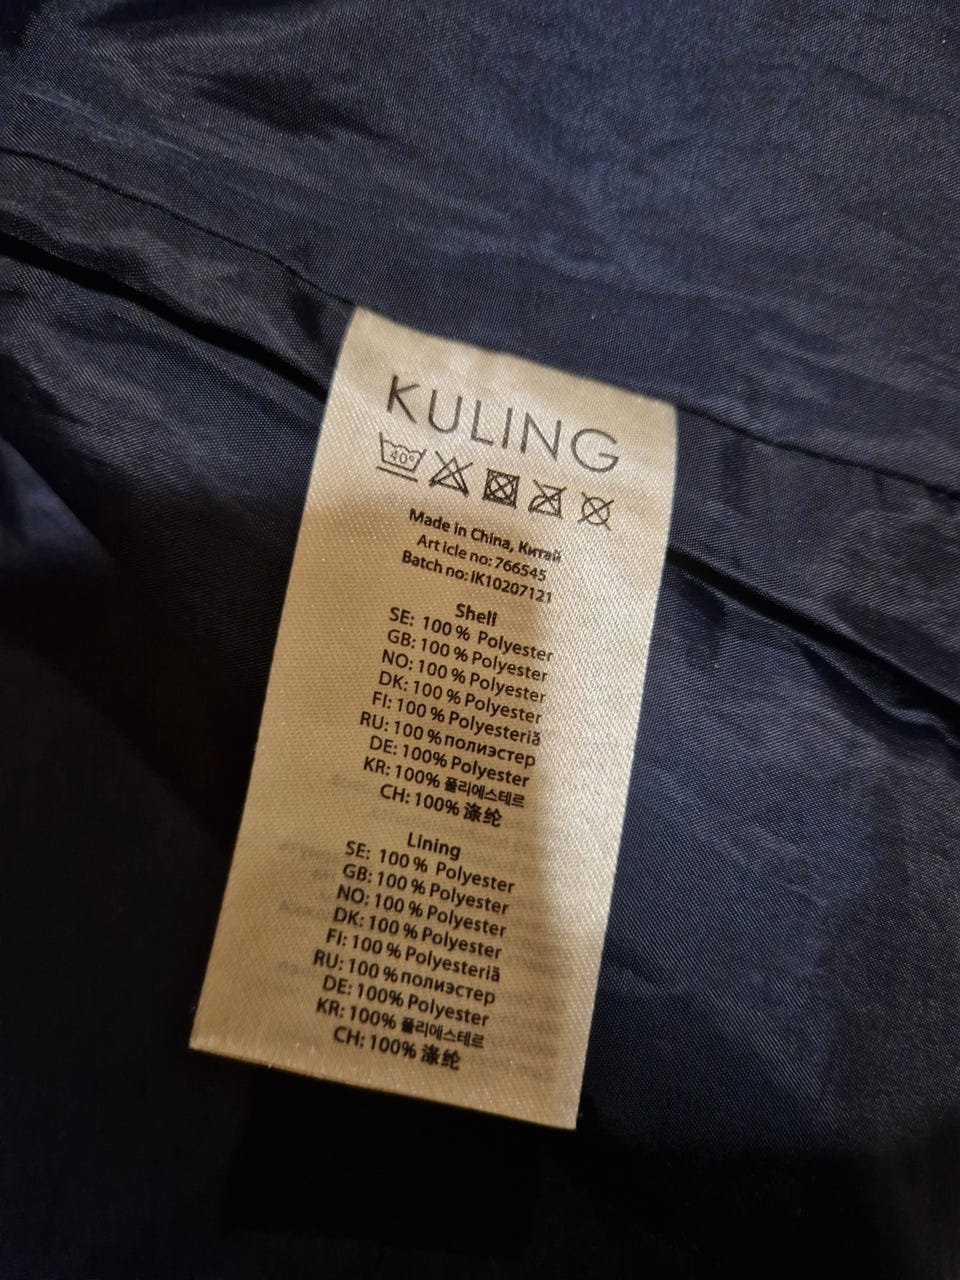 KULING
40°
Made in China, Китай
Art icle no: 766545
Batch no: IK10207121
Shell
SE: 100 % Polyester
GB: 100 % Polyester
NO: 100 % Polyester
DK: 100 % Polyester
FI: 100 % Polyesteriä
RU: 100 % полиэстер
DE: 100% Polyester
KR: 100% 폴리에스테르
CH: 100% 涤纶
Lining
SE: 100 % Polyester
GB: 100 % Polyester
NO: 100 % Polyester
DK: 100 % Polyester
FI: 100 % Polyesteriä
RU: 100 % полиэстер
DE: 100% Polyester
KR: 100% 폴리에스테르
CH: 100% 涤纶